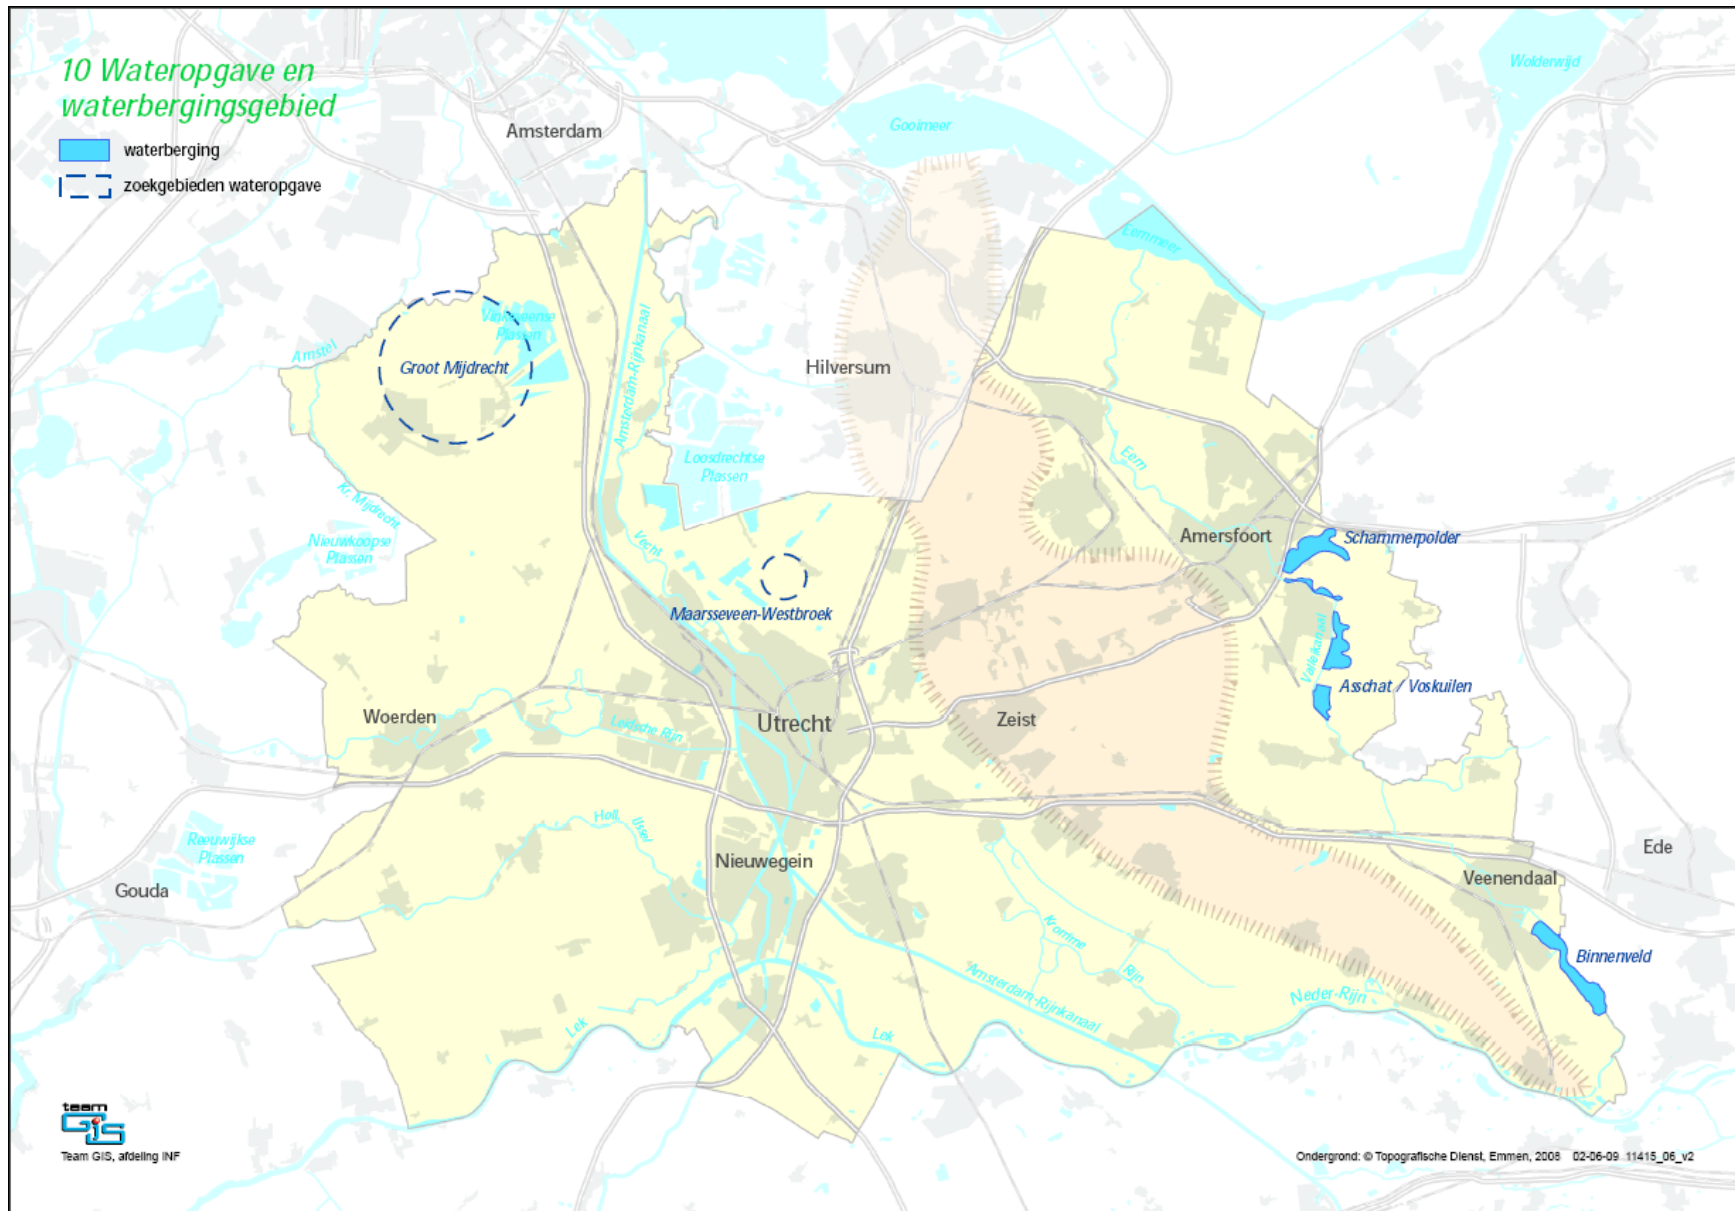 10 Wateropgave en
waterbergingsgebied
waterberging
zoekgebieden wateropgave
Amsterdam
Gooimeer
Wolderwijd
Eemmeer
Vinkeveense
Plassen
Amstel
Groot Mijdrecht
Amsterdam-Rijnkanaal
Hilversum
Loosdrechtse
Plassen
Eem
Kr. Mijdrecht
Nieuwkoopse
Plassen
Vecht
Amersfoort
Schammerpolder
Maarsseveen-Westbroek
Valleikanaal
Asschat / Voskuilen
Woerden
Leidsche Rijn
Utrecht
Zeist
Holl. IJssel
Reeuwijkse
Plassen
Gouda
Nieuwegein
Ede
Veenendaal
Kromme Rijn
Binnenveld
Amsterdam-Rijnkanaal
Neder-Rijn
Lek
Lek
team
GIS
Team GIS, afdeling INF
Ondergrond: © Topografische Dienst, Emmen, 2008 02-06-09 11415_06_v2